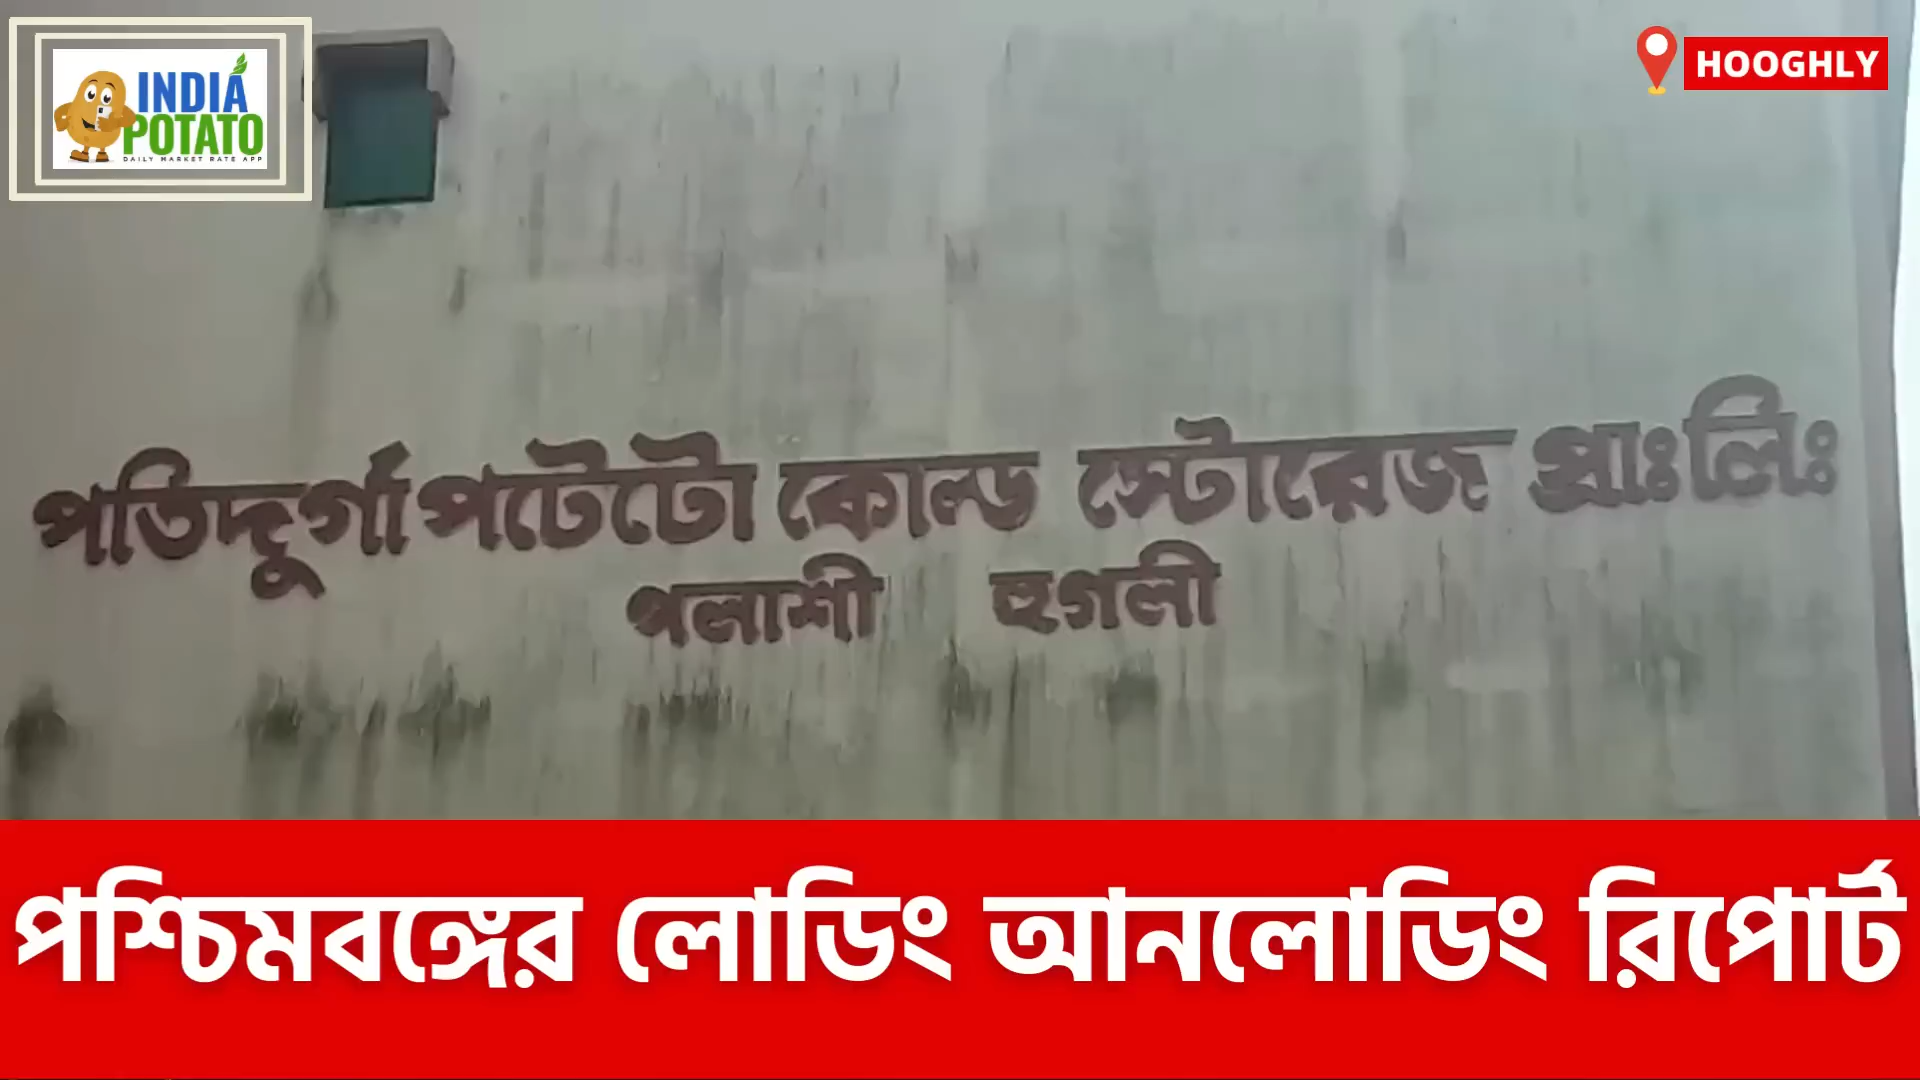 INDIA
POTATO
DAILY MARKET RATE APP
HOOGHLY
পতিদুর্গা পটেটো কোল্ড স্টোরেজ প্রাঃ লিঃ
পলাশী হুগলী
পশ্চিমবঙ্গের লোডিং আনলোডিং রিপোর্ট